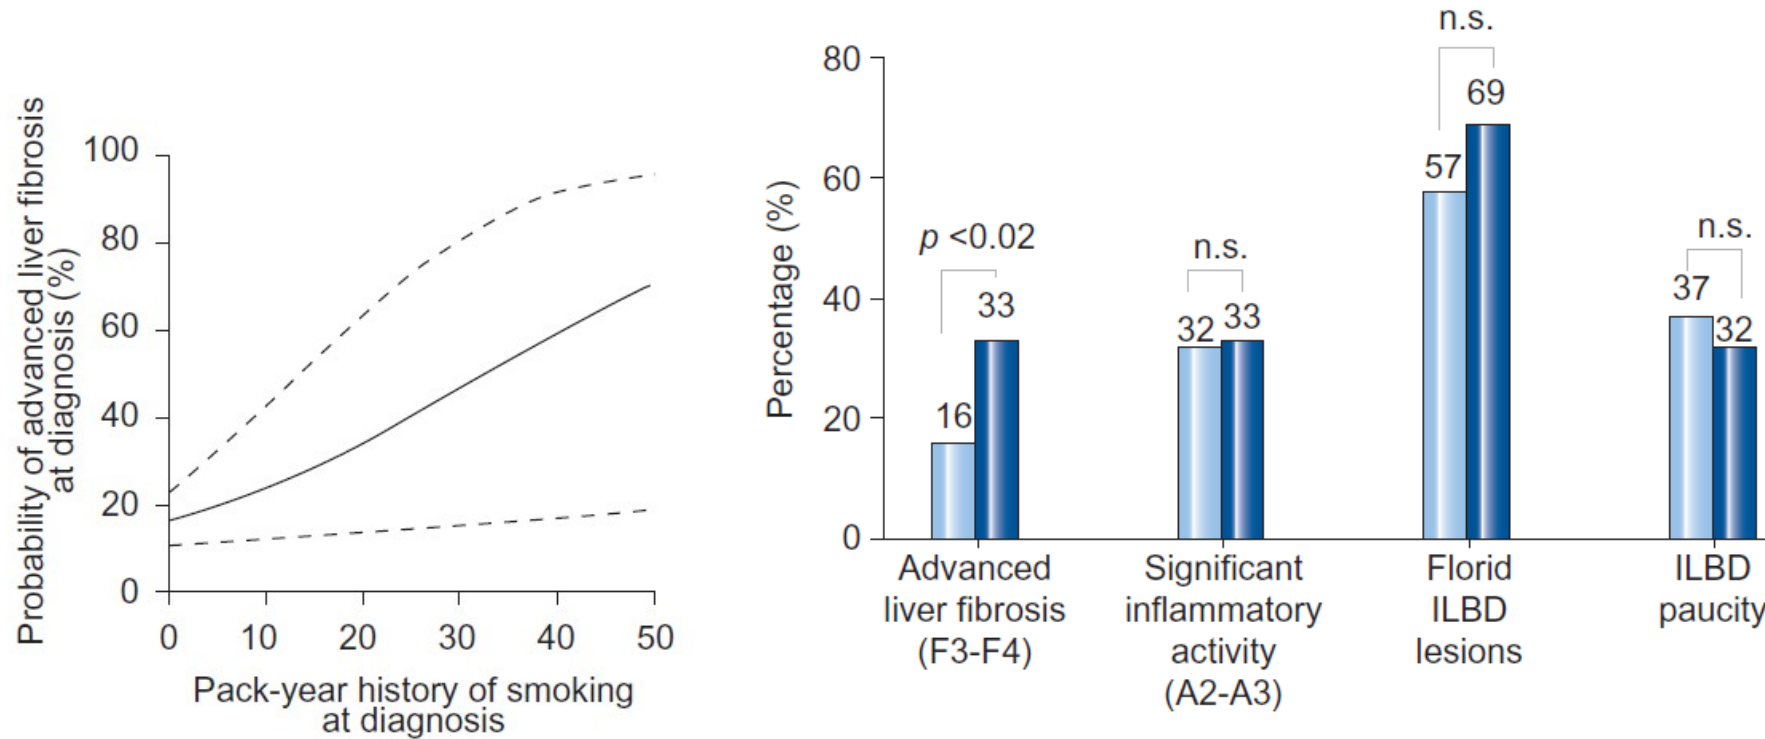 Probability of advanced liver fibrosis
at diagnosis (%)
100
80
60
40
20
0
0 10 20 30 40 50
Pack-year history of smoking
at diagnosis
Percentage (%)
80
60
40
20
0
p <0.02
16
33
n.s.
32
33
n.s.
57
69
n.s.
37
32
Advanced
liver fibrosis
(F3-F4)
Significant
inflammatory
activity
(A2-A3)
Florid
ILBD
lesions
ILBD
paucity